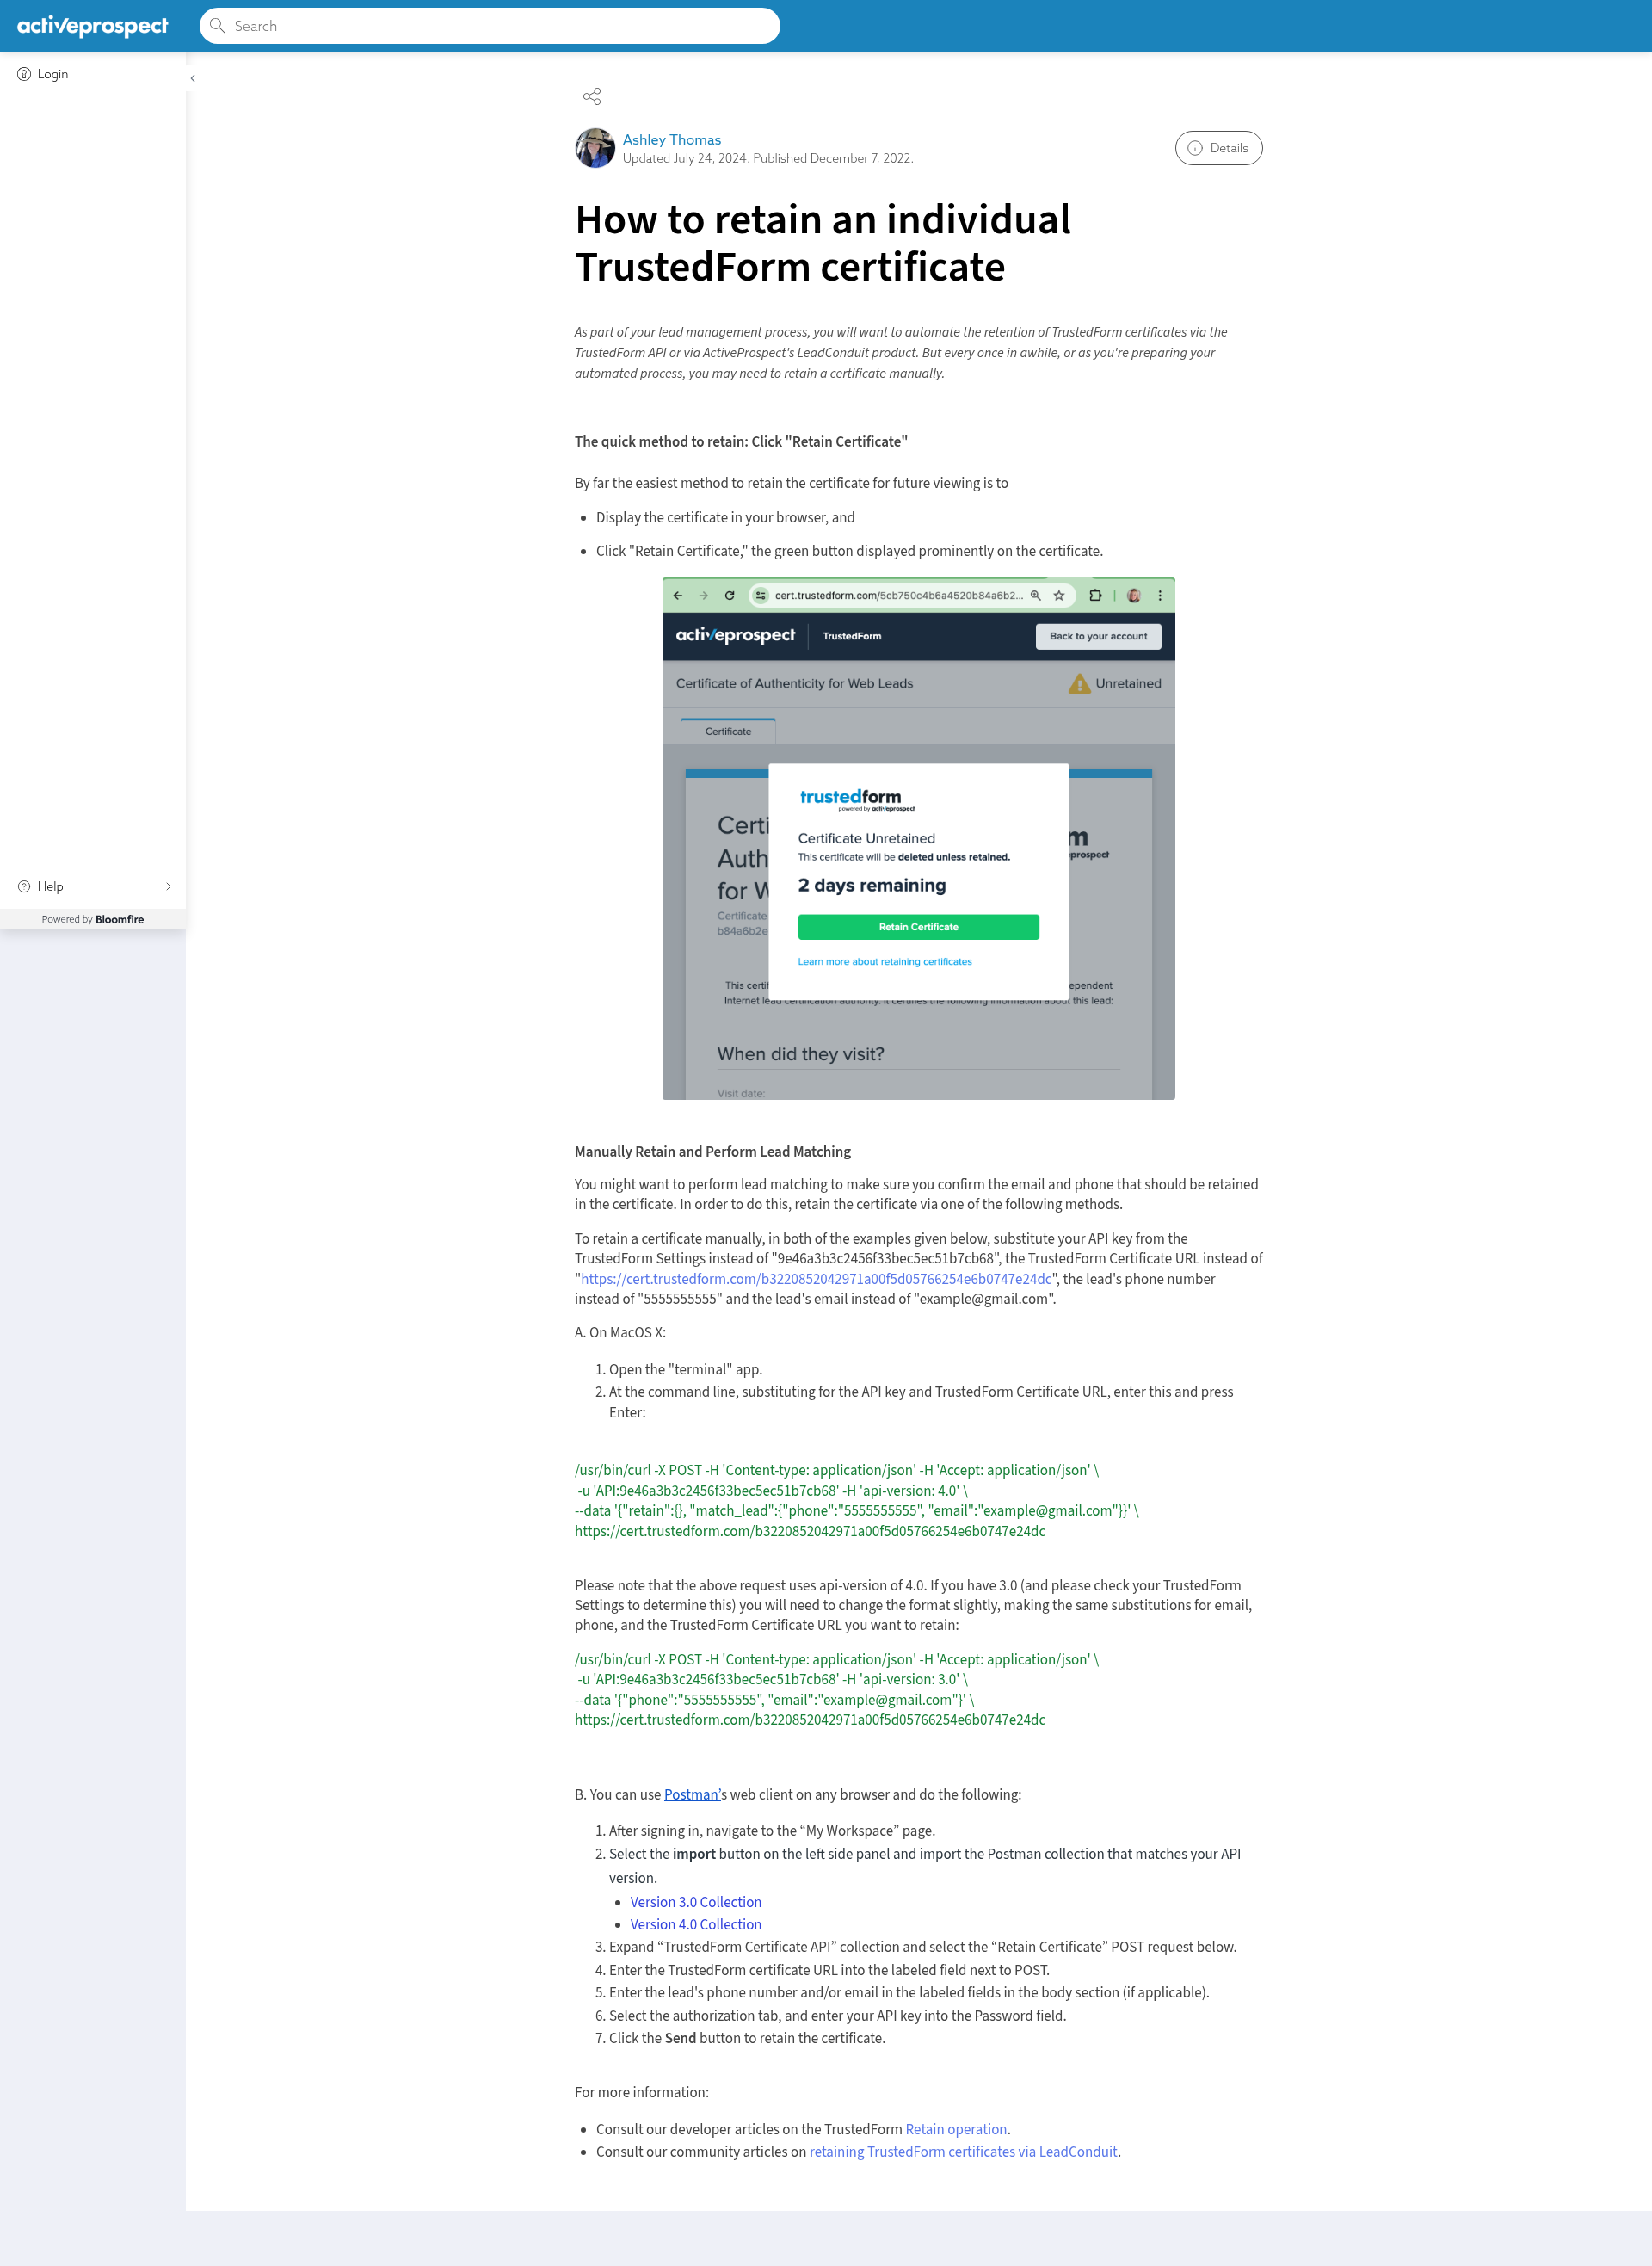 activeprospect
Search
Login
Ashley Thomas
Updated July 24, 2024. Published December 7, 2022.
Details
How to retain an individual
TrustedForm certificate
As part of your lead management process, you will want to automate the retention of TrustedForm certificates via the
TrustedForm API or via ActiveProspect's LeadConduit product. But every once in awhile, or as you're preparing your
automated process, you may need to retain a certificate manually.
The quick method to retain: Click "Retain Certificate"
By far the easiest method to retain the certificate for future viewing is to
Display the certificate in your browser, and
Click "Retain Certificate," the green button displayed prominently on the certificate.
cert.trustedform.com/5cb750c4b6a4520b84a6b2...
activeprospect TrustedForm
Back to your account
Certificate of Authenticity for Web Leads
Unretained
Certificate
trustedform
powered by activeprospect
Certificate Unretained
This certificate will be deleted unless retained.
2 days remaining
Retain Certificate
Learn more about retaining certificates
Certi
Auth
for W
m
prospect
Certificate
b84a6b2e
This certif
ependent
Internet lead certification authority. It certifies the following information about this lead:
When did they visit?
Visit date:
Help
Powered by Bloomfire
Manually Retain and Perform Lead Matching
You might want to perform lead matching to make sure you confirm the email and phone that should be retained
in the certificate. In order to do this, retain the certificate via one of the following methods.
To retain a certificate manually, in both of the examples given below, substitute your API key from the
TrustedForm Settings instead of "9e46a3b3c2456f33bec5ec51b7cb68", the TrustedForm Certificate URL instead of
"https://cert.trustedform.com/b3220852042971a00f5d05766254e6b0747e24dc", the lead's phone number
instead of "5555555555" and the lead's email instead of "example@gmail.com".
A. On MacOS X:
1. Open the "terminal" app.
2. At the command line, substituting for the API key and TrustedForm Certificate URL, enter this and press
Enter:
/usr/bin/curl -X POST -H 'Content-type: application/json' -H 'Accept: application/json' \
-u 'API:9e46a3b3c2456f33bec5ec51b7cb68' -H 'api-version: 4.0' \
--data '{"retain":{}, "match_lead":{"phone":"5555555555", "email":"example@gmail.com"}}' \
https://cert.trustedform.com/b3220852042971a00f5d05766254e6b0747e24dc
Please note that the above request uses api-version of 4.0. If you have 3.0 (and please check your TrustedForm
Settings to determine this) you will need to change the format slightly, making the same substitutions for email,
phone, and the TrustedForm Certificate URL you want to retain:
/usr/bin/curl -X POST -H 'Content-type: application/json' -H 'Accept: application/json' \
-u 'API:9e46a3b3c2456f33bec5ec51b7cb68' -H 'api-version: 3.0' \
--data '{"phone":"5555555555", "email":"example@gmail.com"}' \
https://cert.trustedform.com/b3220852042971a00f5d05766254e6b0747e24dc
B. You can use Postman’s web client on any browser and do the following:
1. After signing in, navigate to the “My Workspace” page.
2. Select the import button on the left side panel and import the Postman collection that matches your API
version.
Version 3.0 Collection
Version 4.0 Collection
3. Expand “TrustedForm Certificate API” collection and select the “Retain Certificate” POST request below.
4. Enter the TrustedForm certificate URL into the labeled field next to POST.
5. Enter the lead's phone number and/or email in the labeled fields in the body section (if applicable).
6. Select the authorization tab, and enter your API key into the Password field.
7. Click the Send button to retain the certificate.
For more information:
Consult our developer articles on the TrustedForm Retain operation.
Consult our community articles on retaining TrustedForm certificates via LeadConduit.